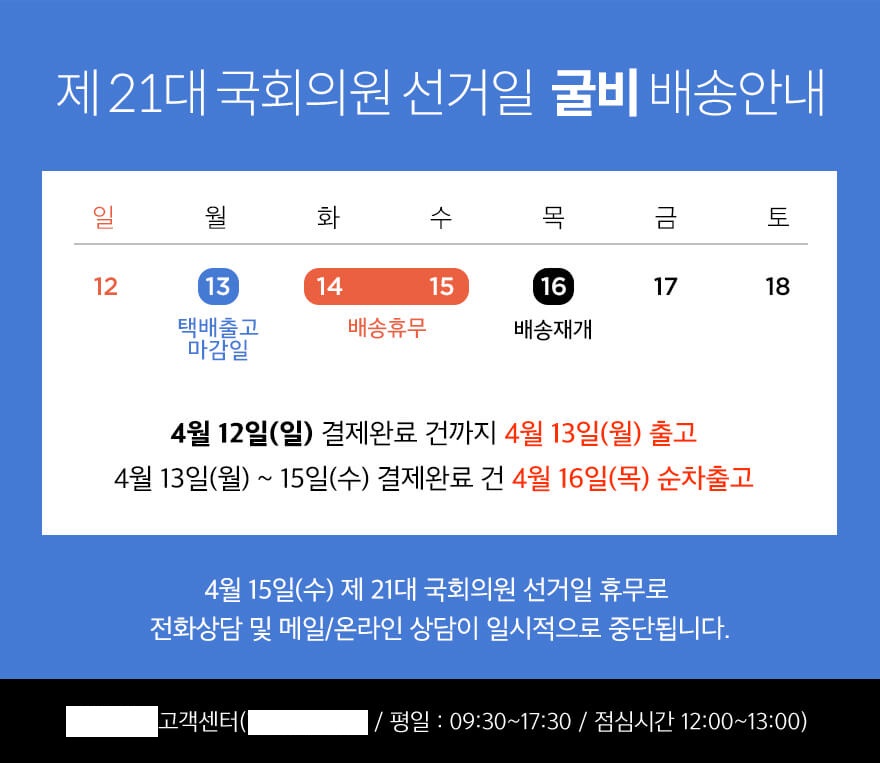 제 21대 국회의원 선거일 굴비 배송안내
일 월 화 수 목 금 토
12 13 14 15 16 17 18
택배출고 배송휴무 배송재개
마감일
4월 12일(일) 결제완료 건까지 4월 13일(월) 출고
4월 13일(월) ~ 15일(수) 결제완료 건 4월 16일(목) 순차출고
4월 15일(수) 제 21대 국회의원 선거일 휴무로
전화상담 및 메일/온라인 상담이 일시적으로 중단됩니다.
고객센터( / 평일 : 09:30~17:30 / 점심시간 12:00~13:00)